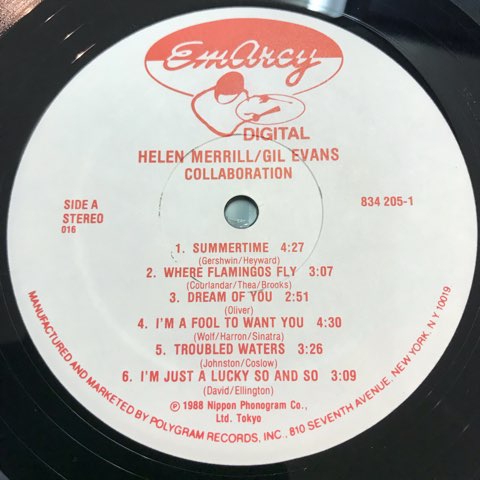 EmArcy
DIGITAL
HELEN MERRILL/GIL EVANS
COLLABORATION
SIDE A
STEREO
016
834 205-1
1. SUMMERTIME 4:27
(Gershwin/Heyward)
2. WHERE FLAMINGOS FLY 3:07
(Courlandar/Thea/Brooks)
3. DREAM OF YOU 2:51
(Oliver)
4. I'M A FOOL TO WANT YOU 4:30
(Wolf/Harron/Sinatra)
5. TROUBLED WATERS 3:26
(Johnston/Coslow)
6. I'M JUST A LUCKY SO AND SO 3:09
(David/Ellington)
℗ 1988 Nippon Phonogram Co.,
Ltd. Tokyo
MANUFACTURED AND MARKETED BY POLYGRAM RECORDS, INC., 810 SEVENTH AVENUE, NEW YORK, N.Y 10019